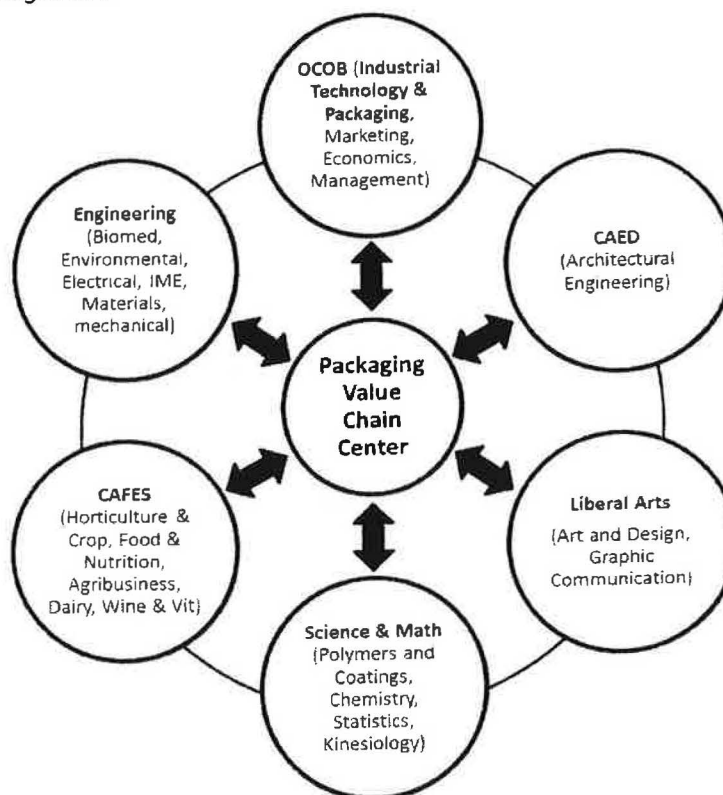 OCOB (Industrial
Technology &
Packaging,
Marketing,
Economics,
Management)
CAED
(Architectural
Engineering)
Liberal Arts
(Art and Design,
Graphic
Communication)
Science & Math
(Polymers and
Coatings,
Chemistry,
Statistics,
Kinesiology)
CAFES
(Horticulture &
Crop, Food &
Nutrition,
Agribusiness,
Dairy, Wine & Vit)
Engineering
(Biomed,
Environmental,
Electrical, IME,
Materials,
mechanical)
Packaging
Value
Chain
Center